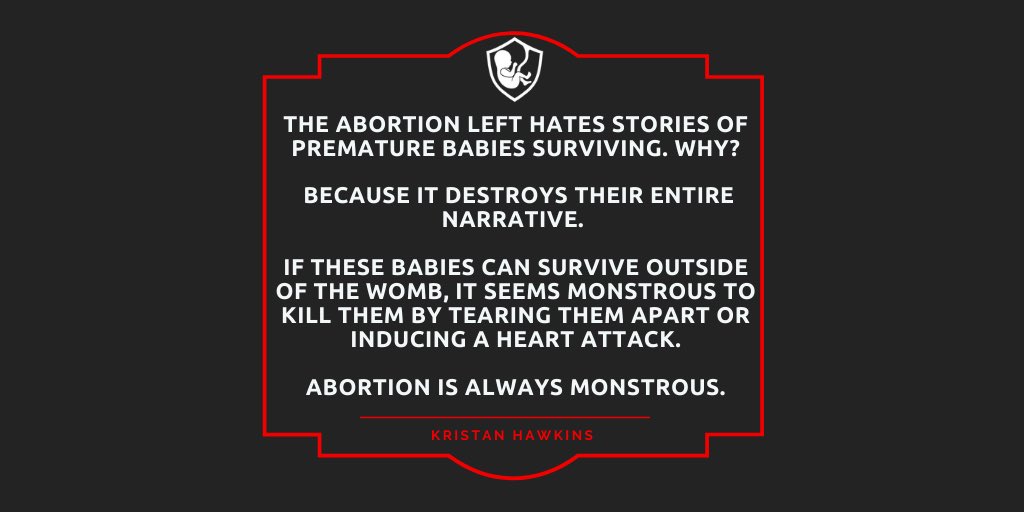 THE ABORTION LEFT HATES STORIES OF
PREMATURE BABIES SURVIVING. WHY?
BECAUSE IT DESTROYS THEIR ENTIRE
NARRATIVE.
IF THESE BABIES CAN SURVIVE OUTSIDE
OF THE WOMB, IT SEEMS MONSTROUS TO
KILL THEM BY TEARING THEM APART OR
INDUCING A HEART ATTACK.
ABORTION IS ALWAYS MONSTROUS.
KRISTAN HAWKINS